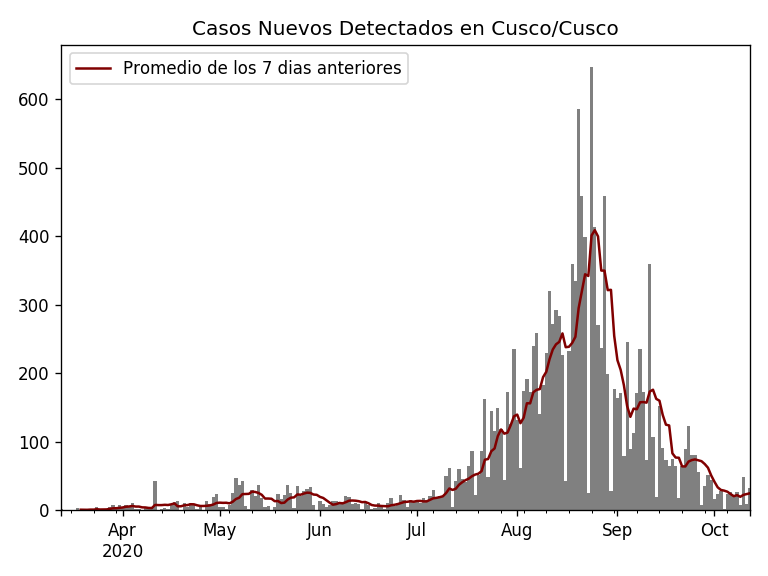 Casos Nuevos Detectados en Cusco/Cusco
Promedio de los 7 dias anteriores
600
500
400
300
200
100
0
Apr May Jun Jul Aug Sep Oct
2020